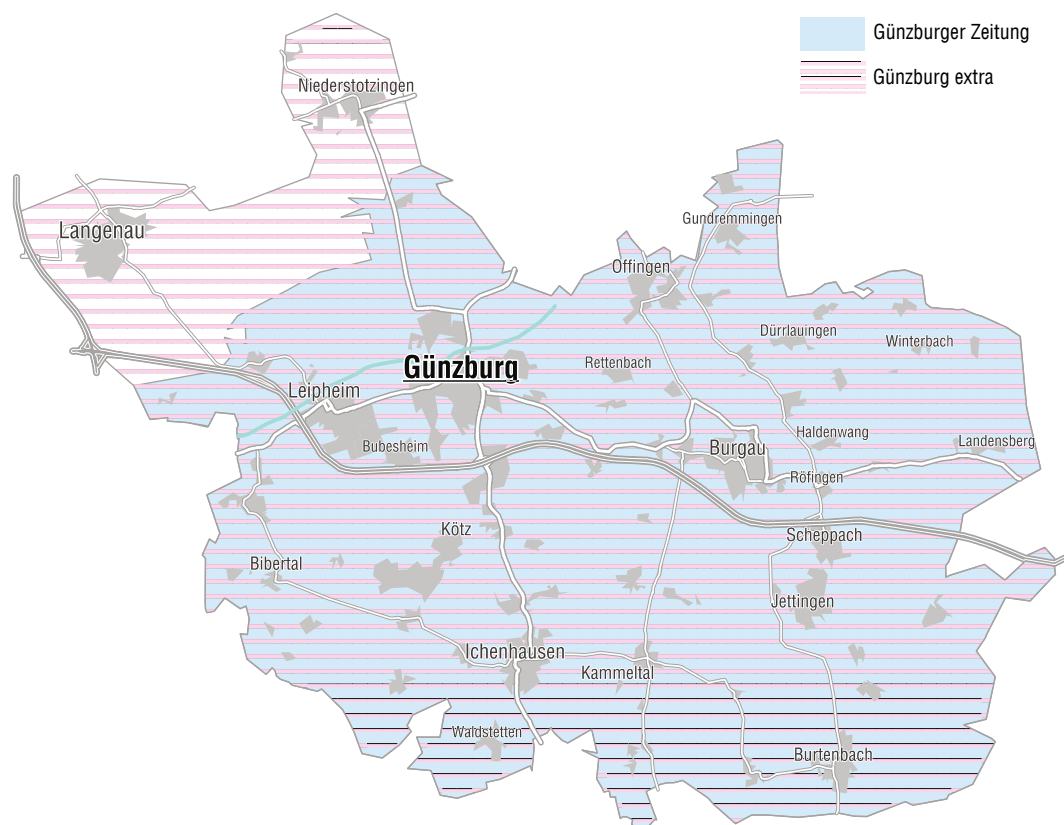 Günzburger Zeitung
Günzburg extra
Niederstotzingen
Langenau
Gundremmingen
Offingen
Dürrlauingen
Winterbach
Rettenbach
Günzburg
Leipheim
Haldenwang
Landensberg
Bubesheim
Burgau
Röfingen
Kötz
Scheppach
Bibertal
Jettingen
Ichenhausen
Kammeltal
Waldstetten
Burtenbach